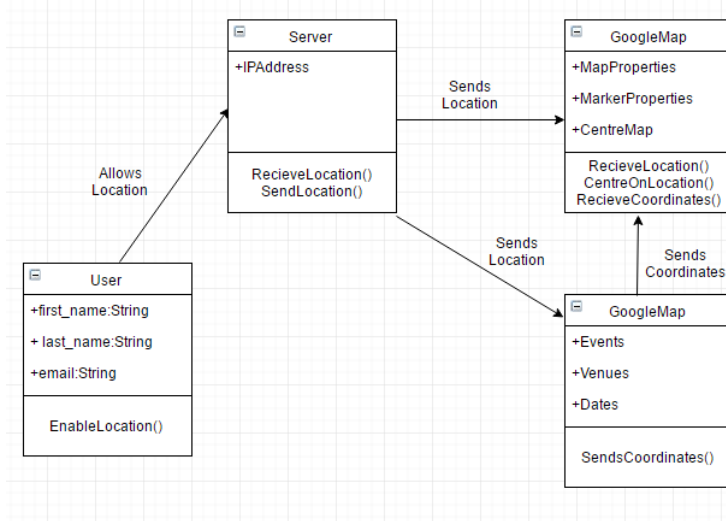 Server
+IPAddress
RecieveLocation()
SendLocation()
Sends
Location
GoogleMap
+MapProperties
+MarkerProperties
+CentreMap
RecieveLocation()
CentreOnLocation()
RecieveCoordinates()
Allows
Location
Sends
Location
Sends
Coordinates
User
+first_name:String
+ last_name:String
+email:String
EnableLocation()
GoogleMap
+Events
+Venues
+Dates
SendsCoordinates()